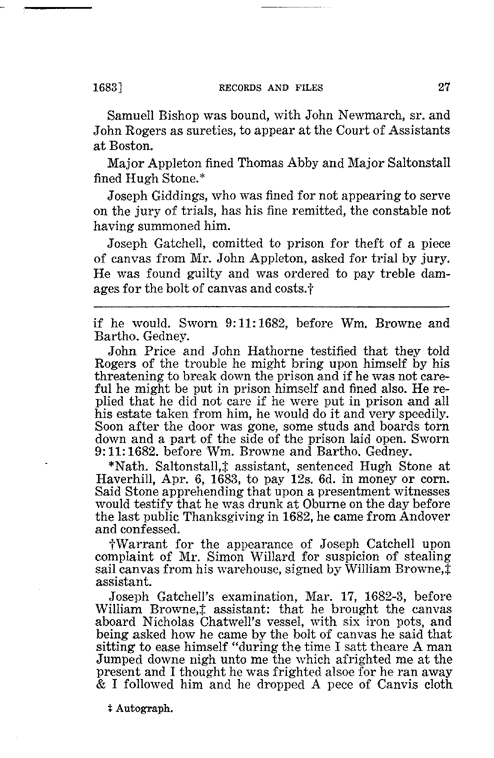 1683] RECORDS AND FILES 27
Samuell Bishop was bound, with John Newmarch, sr. and
John Rogers as sureties, to appear at the Court of Assistants
at Boston.
Major Appleton fined Thomas Abby and Major Saltonstall
fined Hugh Stone.*
Joseph Giddings, who was fined for not appearing to serve
on the jury of trials, has his fine remitted, the constable not
having summoned him.
Joseph Gatchell, comitted to prison for theft of a piece
of canvas from Mr. John Appleton, asked for trial by jury.
He was found guilty and was ordered to pay treble dam-
ages for the bolt of canvas and costs.†
if he would. Sworn 9:11:1682, before Wm. Browne and
Bartho. Gedney.
John Price and John Hathorne testified that they told
Rogers of the trouble he might bring upon himself by his
threatening to break down the prison and if he was not care-
ful he might be put in prison himself and fined also. He re-
plied that he did not care if he were put in prison and all
his estate taken from him, he would do it and very speedily.
Soon after the door was gone, some studs and boards torn
down and a part of the side of the prison laid open. Sworn
9:11:1682. before Wm. Browne and Bartho. Gedney.
*Nath. Saltonstall,‡ assistant, sentenced Hugh Stone at
Haverhill, Apr. 6, 1683, to pay 12s. 6d. in money or corn.
Said Stone apprehending that upon a presentment witnesses
would testify that he was drunk at Oburne on the day before
the last public Thanksgiving in 1682, he came from Andover
and confessed.
†Warrant for the appearance of Joseph Catchell upon
complaint of Mr. Simon Willard for suspicion of stealing
sail canvas from his warehouse, signed by William Browne,‡
assistant.
Joseph Gatchell's examination, Mar. 17, 1682-3, before
William Browne,‡ assistant: that he brought the canvas
aboard Nicholas Chatwell's vessel, with six iron pots, and
being asked how he came by the bolt of canvas he said that
sitting to ease himself "during the time I satt theare A man
Jumped downe nigh unto me the which afrighted me at the
present and I thought he was frighted alsoe for he ran away
& I followed him and he dropped A pece of Canvis cloth
‡ Autograph.